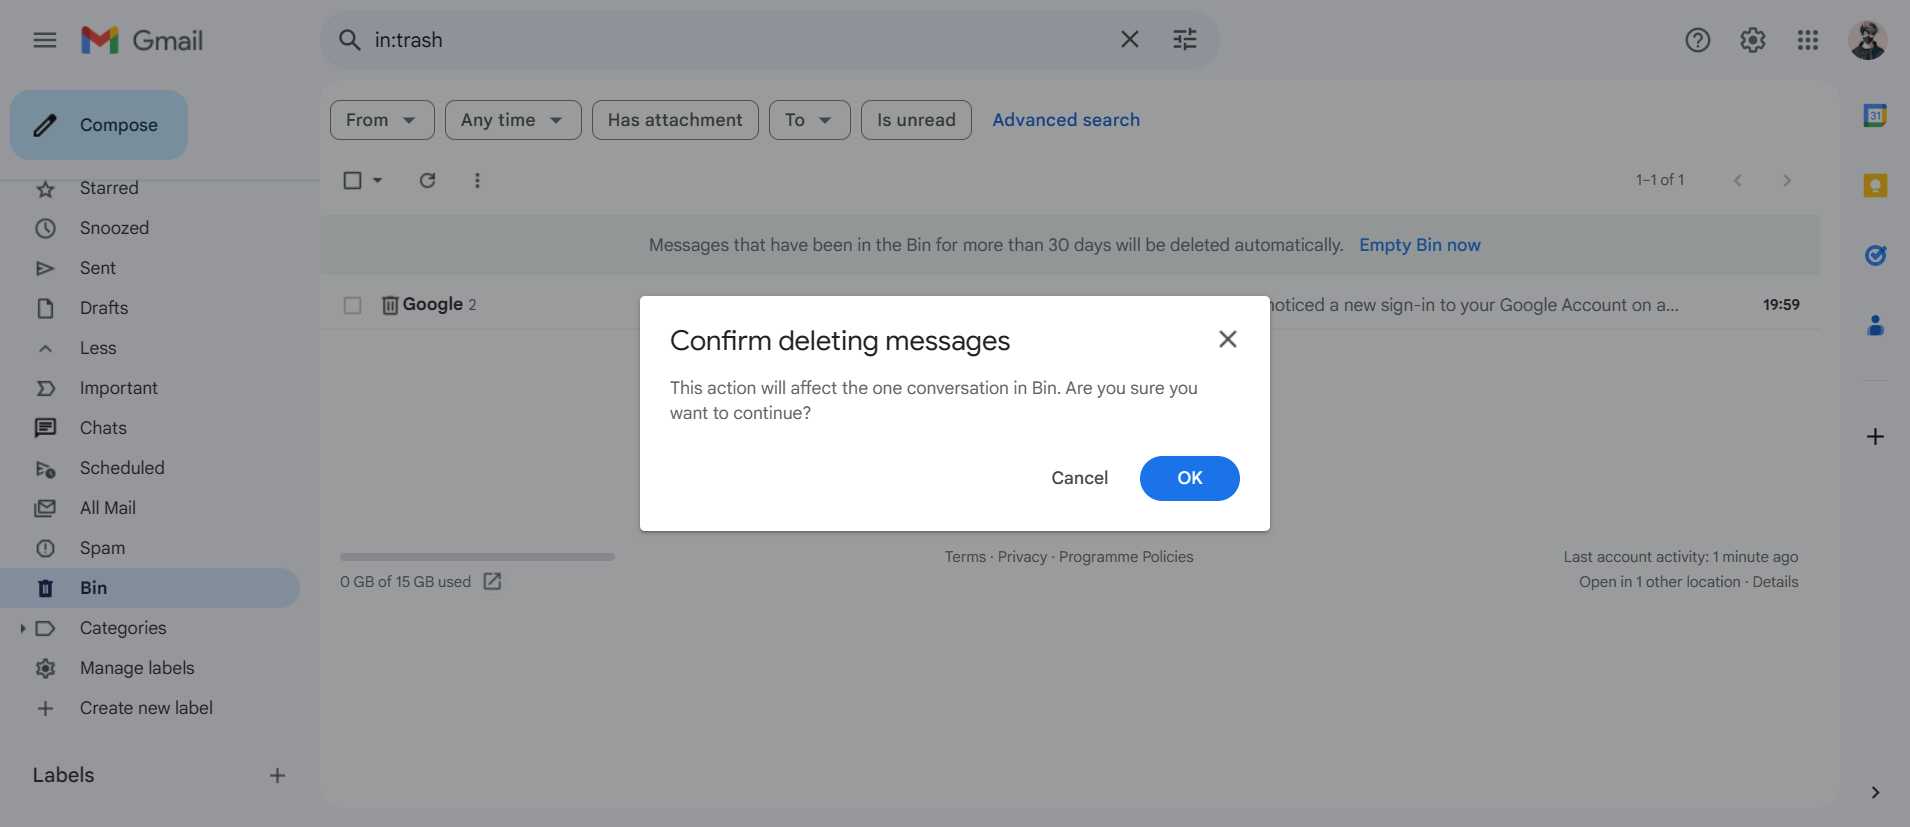 Gmail
in:trash
Compose
From
Any time
Has attachment
To
Is unread
Advanced search
1–1 of 1
Messages that have been in the Bin for more than 30 days will be deleted automatically. Empty Bin now
Google 2
noticed a new sign-in to your Google Account on a...
19:59
Starred
Snoozed
Sent
Drafts
Less
Important
Chats
Scheduled
All Mail
Spam
Bin
Categories
Manage labels
Create new label
Labels
Confirm deleting messages
This action will affect the one conversation in Bin. Are you sure you
want to continue?
Cancel
OK
0 GB of 15 GB used
Terms · Privacy · Programme Policies
Last account activity: 1 minute ago
Open in 1 other location · Details
31